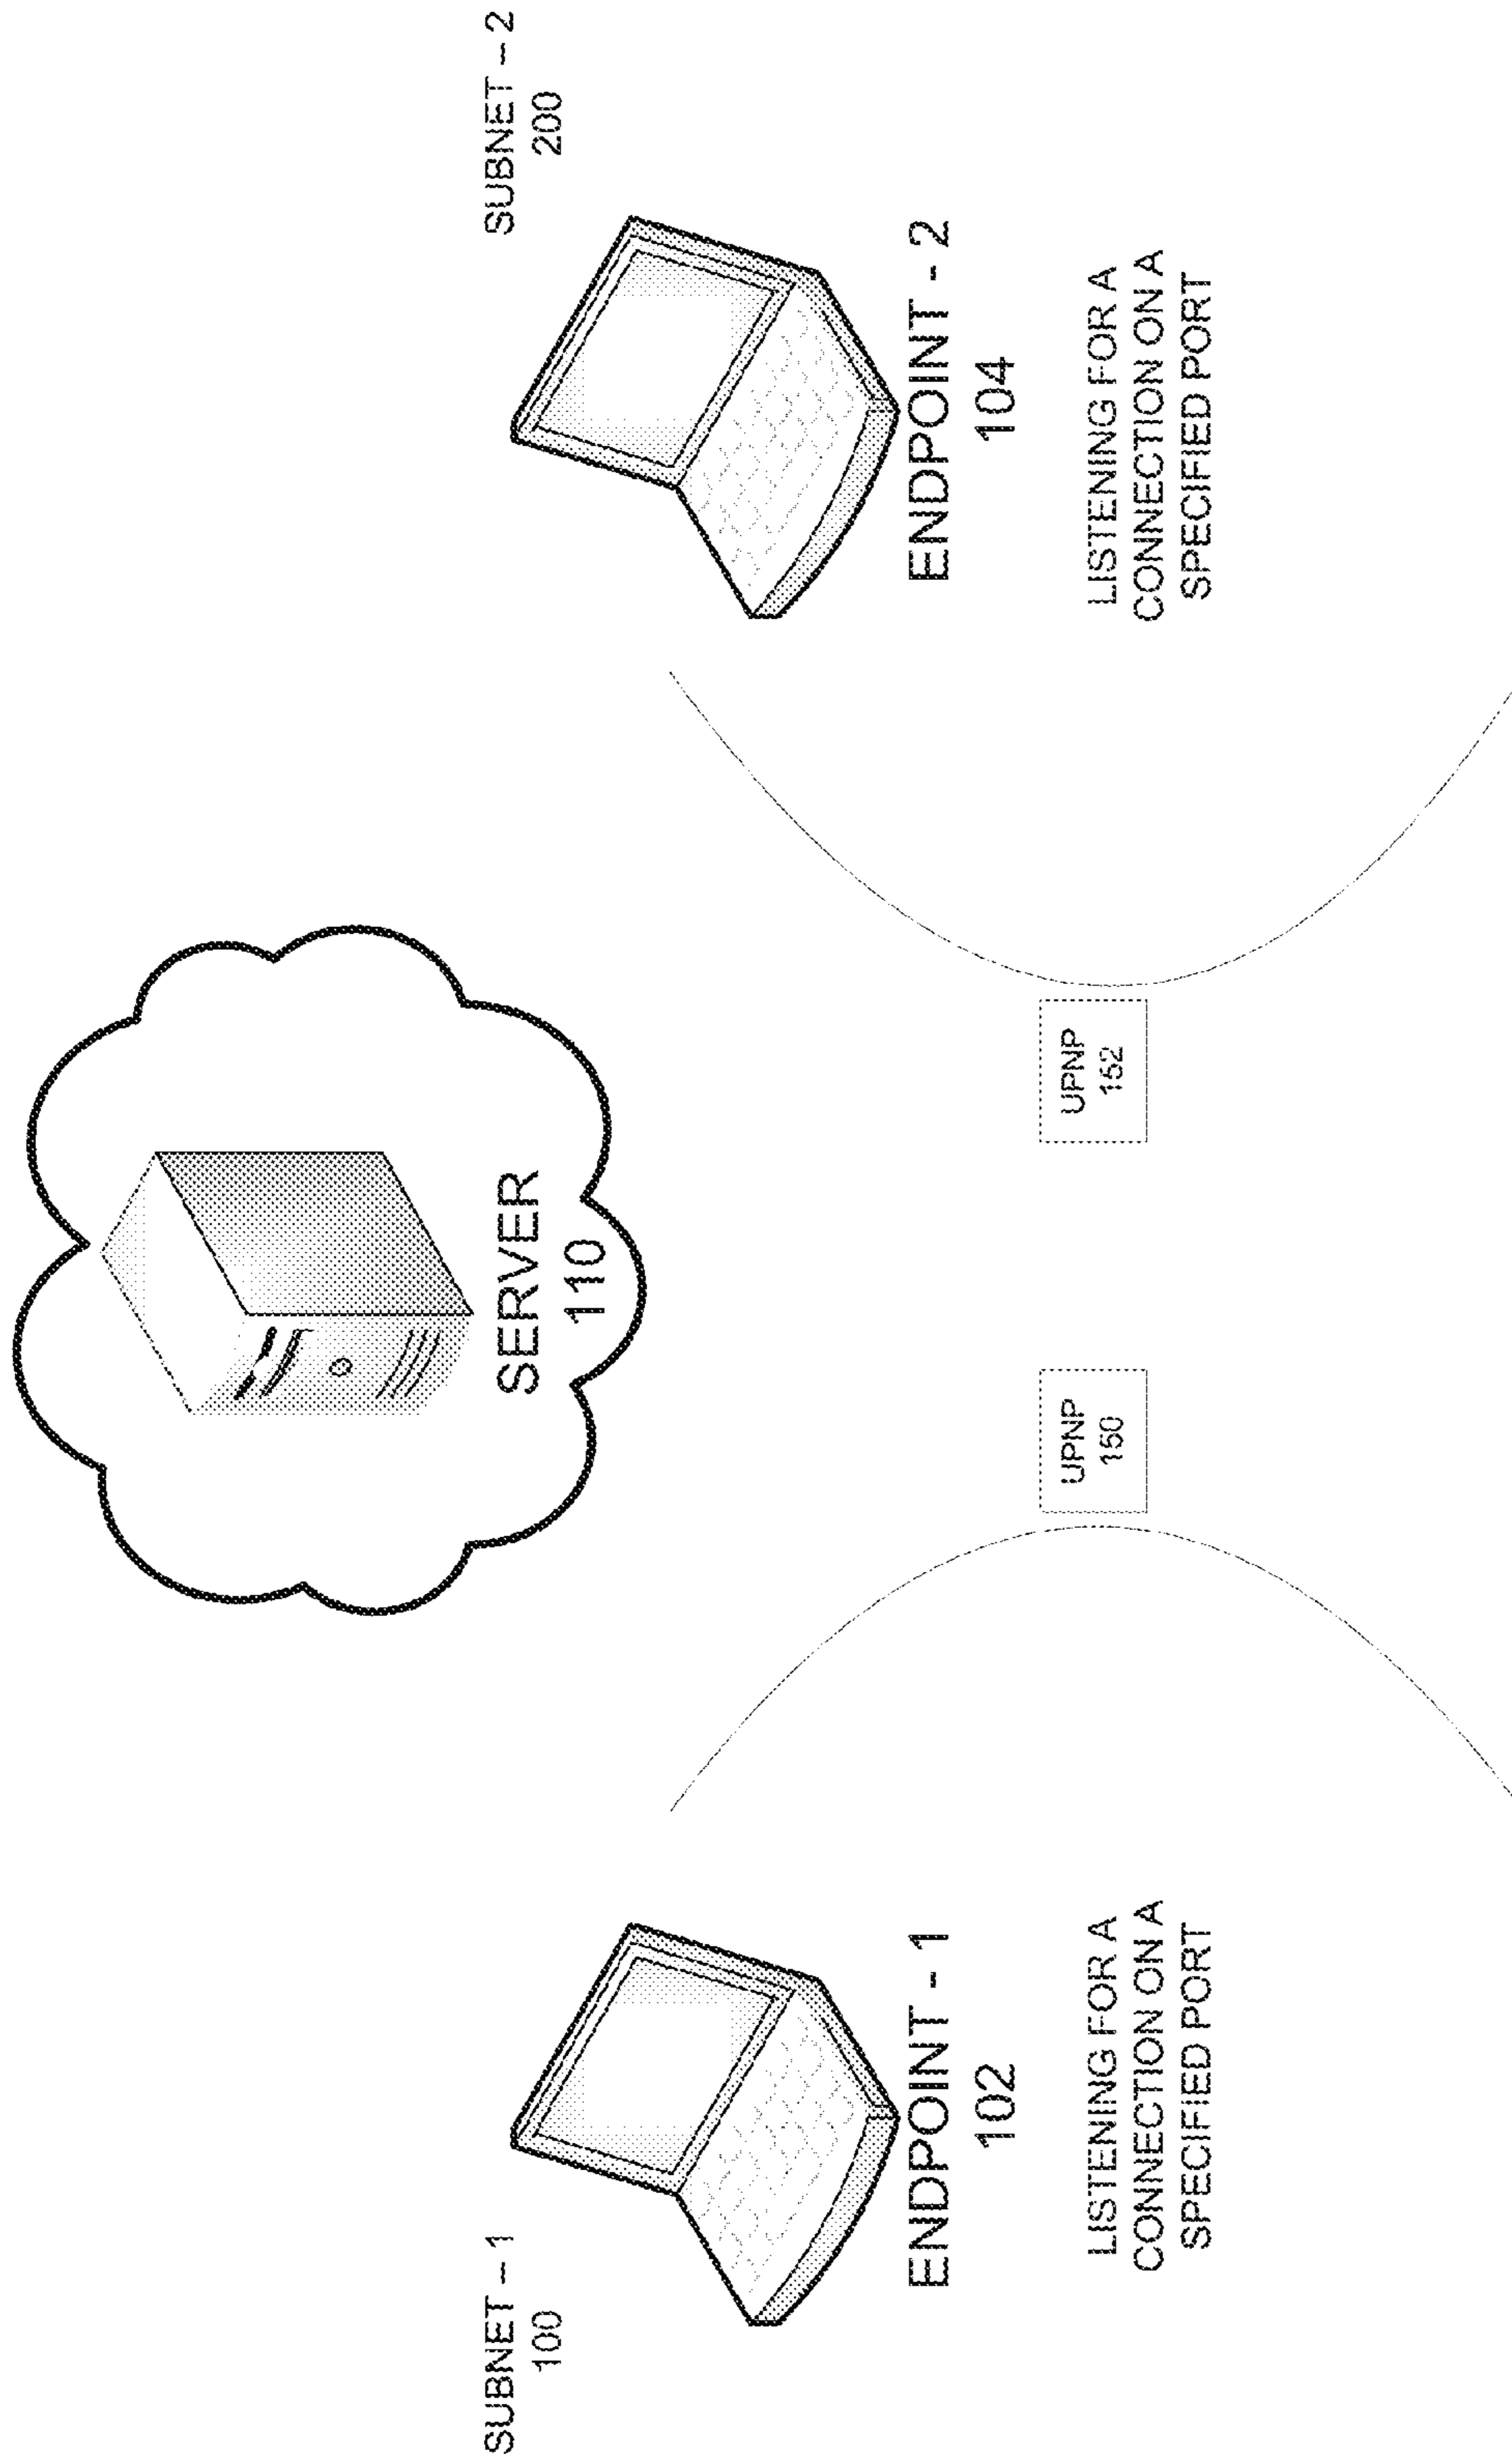 SUBNET – 1
100
SERVER
110
SUBNET – 2
200
ENDPOINT - 1
102
ENDPOINT - 2
104
UPNP
150
UPNP
152
LISTENING FOR A
CONNECTION ON A
SPECIFIED PORT
LISTENING FOR A
CONNECTION ON A
SPECIFIED PORT